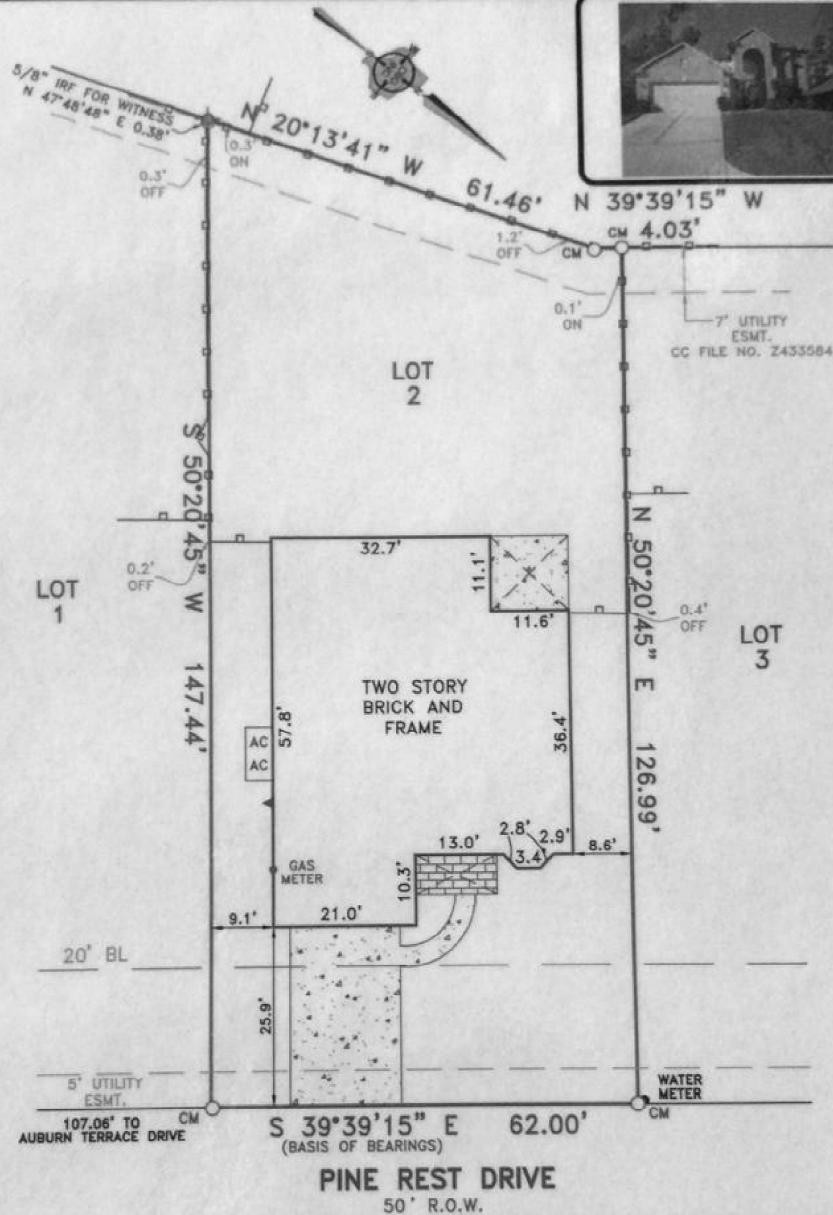 5/8" IRF FOR WITNESS
N 47°48'48" E 0.38'
0.3'
ON
0.3'
OFF
N 20°13'41" W 61.46'
N 39°39'15" W
4.03'
1.2'
OFF
CM
CM
0.1'
ON
7' UTILITY
ESMT.
CC FILE NO. Z433584
LOT
2
S 50°20'45" W 147.44'
N 50°20'45" E 126.99'
LOT
1
0.2'
OFF
32.7'
11.1'
11.6'
0.4'
OFF
LOT
3
TWO STORY
BRICK AND
FRAME
57.8'
36.4'
AC
AC
GAS
METER
13.0'
2.8'
2.9'
3.4'
8.6'
10.3'
9.1'
21.0'
20' BL
25.9'
5' UTILITY
ESMT.
107.06' TO
AUBURN TERRACE DRIVE
CM
S 39°39'15" E 62.00'
(BASIS OF BEARINGS)
WATER
METER
CM
PINE REST DRIVE
50' R.O.W.